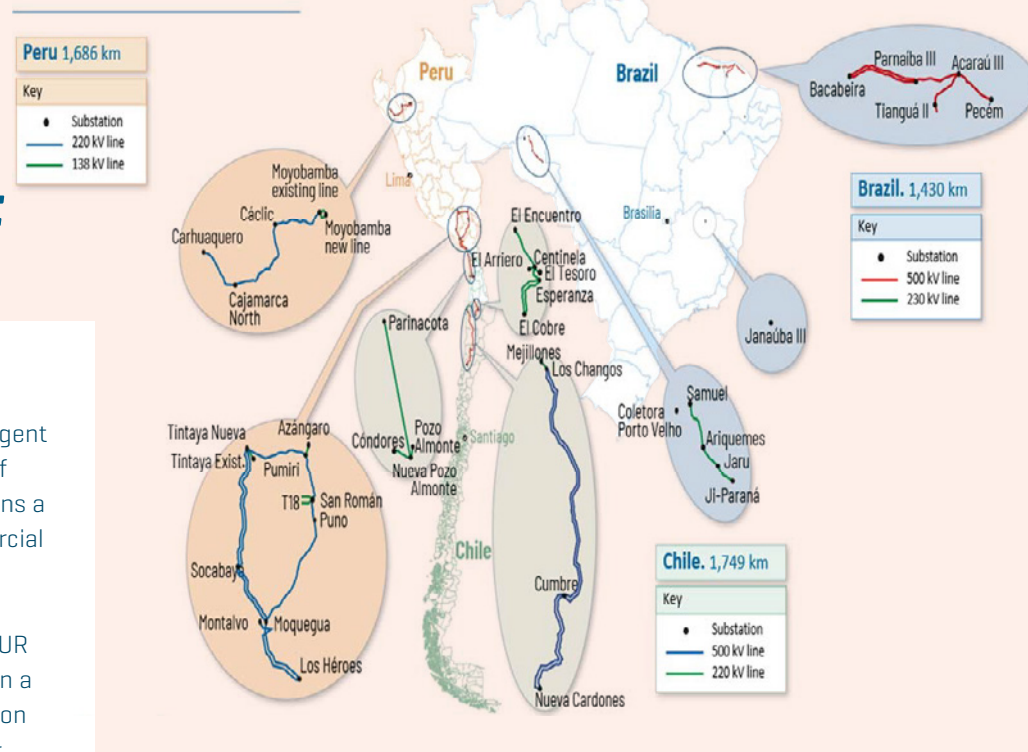 Peru 1,686 km
Key
Substation
220 kV line
138 kV line
Peru
Lima
Brazil
Brasilia
Bacabeira
Parnaíba III
Acaraú III
Tianguá II
Pecém
Brazil. 1,430 km
Key
Substation
500 kV line
230 kV line
Moyobamba
existing line
Cáclic
Moyobamba
new line
Carhuaquero
Cajamarca
North
El Encuentro
El Arriero
Centinela
El Tesoro
Esperanza
El Cobre
Janaúba III
Parinacota
Cóndores
Pozo
Almonte
Nueva Pozo
Almonte
Santiago
Chile
Mejillones
Los Changos
Cumbre
Nueva Cardones
Coletora
Porto Velho
Samuel
Ariquemes
Jaru
JI-Paraná
Tintaya Nueva
Azángaro
Tintaya Exist.
Pumiri
T18
San Román
Puno
Socabay
Montalvo
Moquegua
Los Héroes
Chile. 1,749 km
Key
Substation
500 kV line
220 kV line
gent
f
ns a
rcial
UR
n a
on